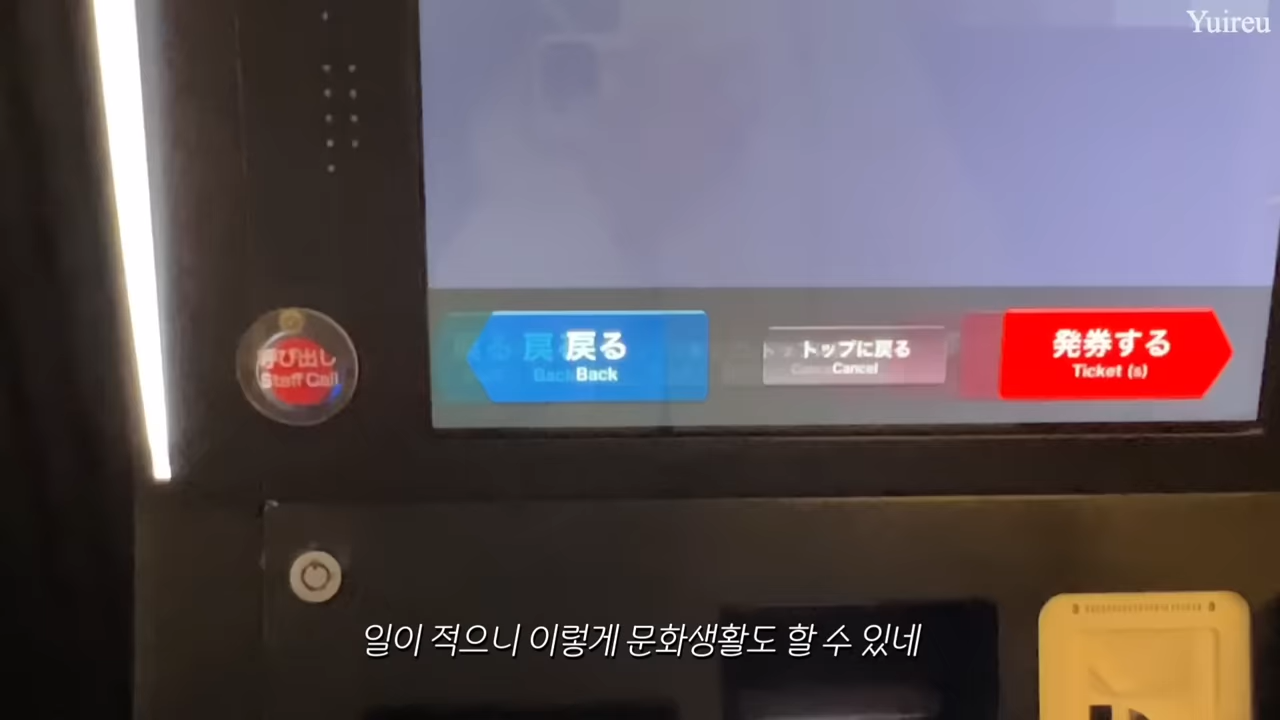 Yuireu
呼び出し
Staff Call
戻る
Back
トップに戻る
Cancel
発券する
Ticket (s)
일이 적으니 이렇게 문화생활도 할 수 있네